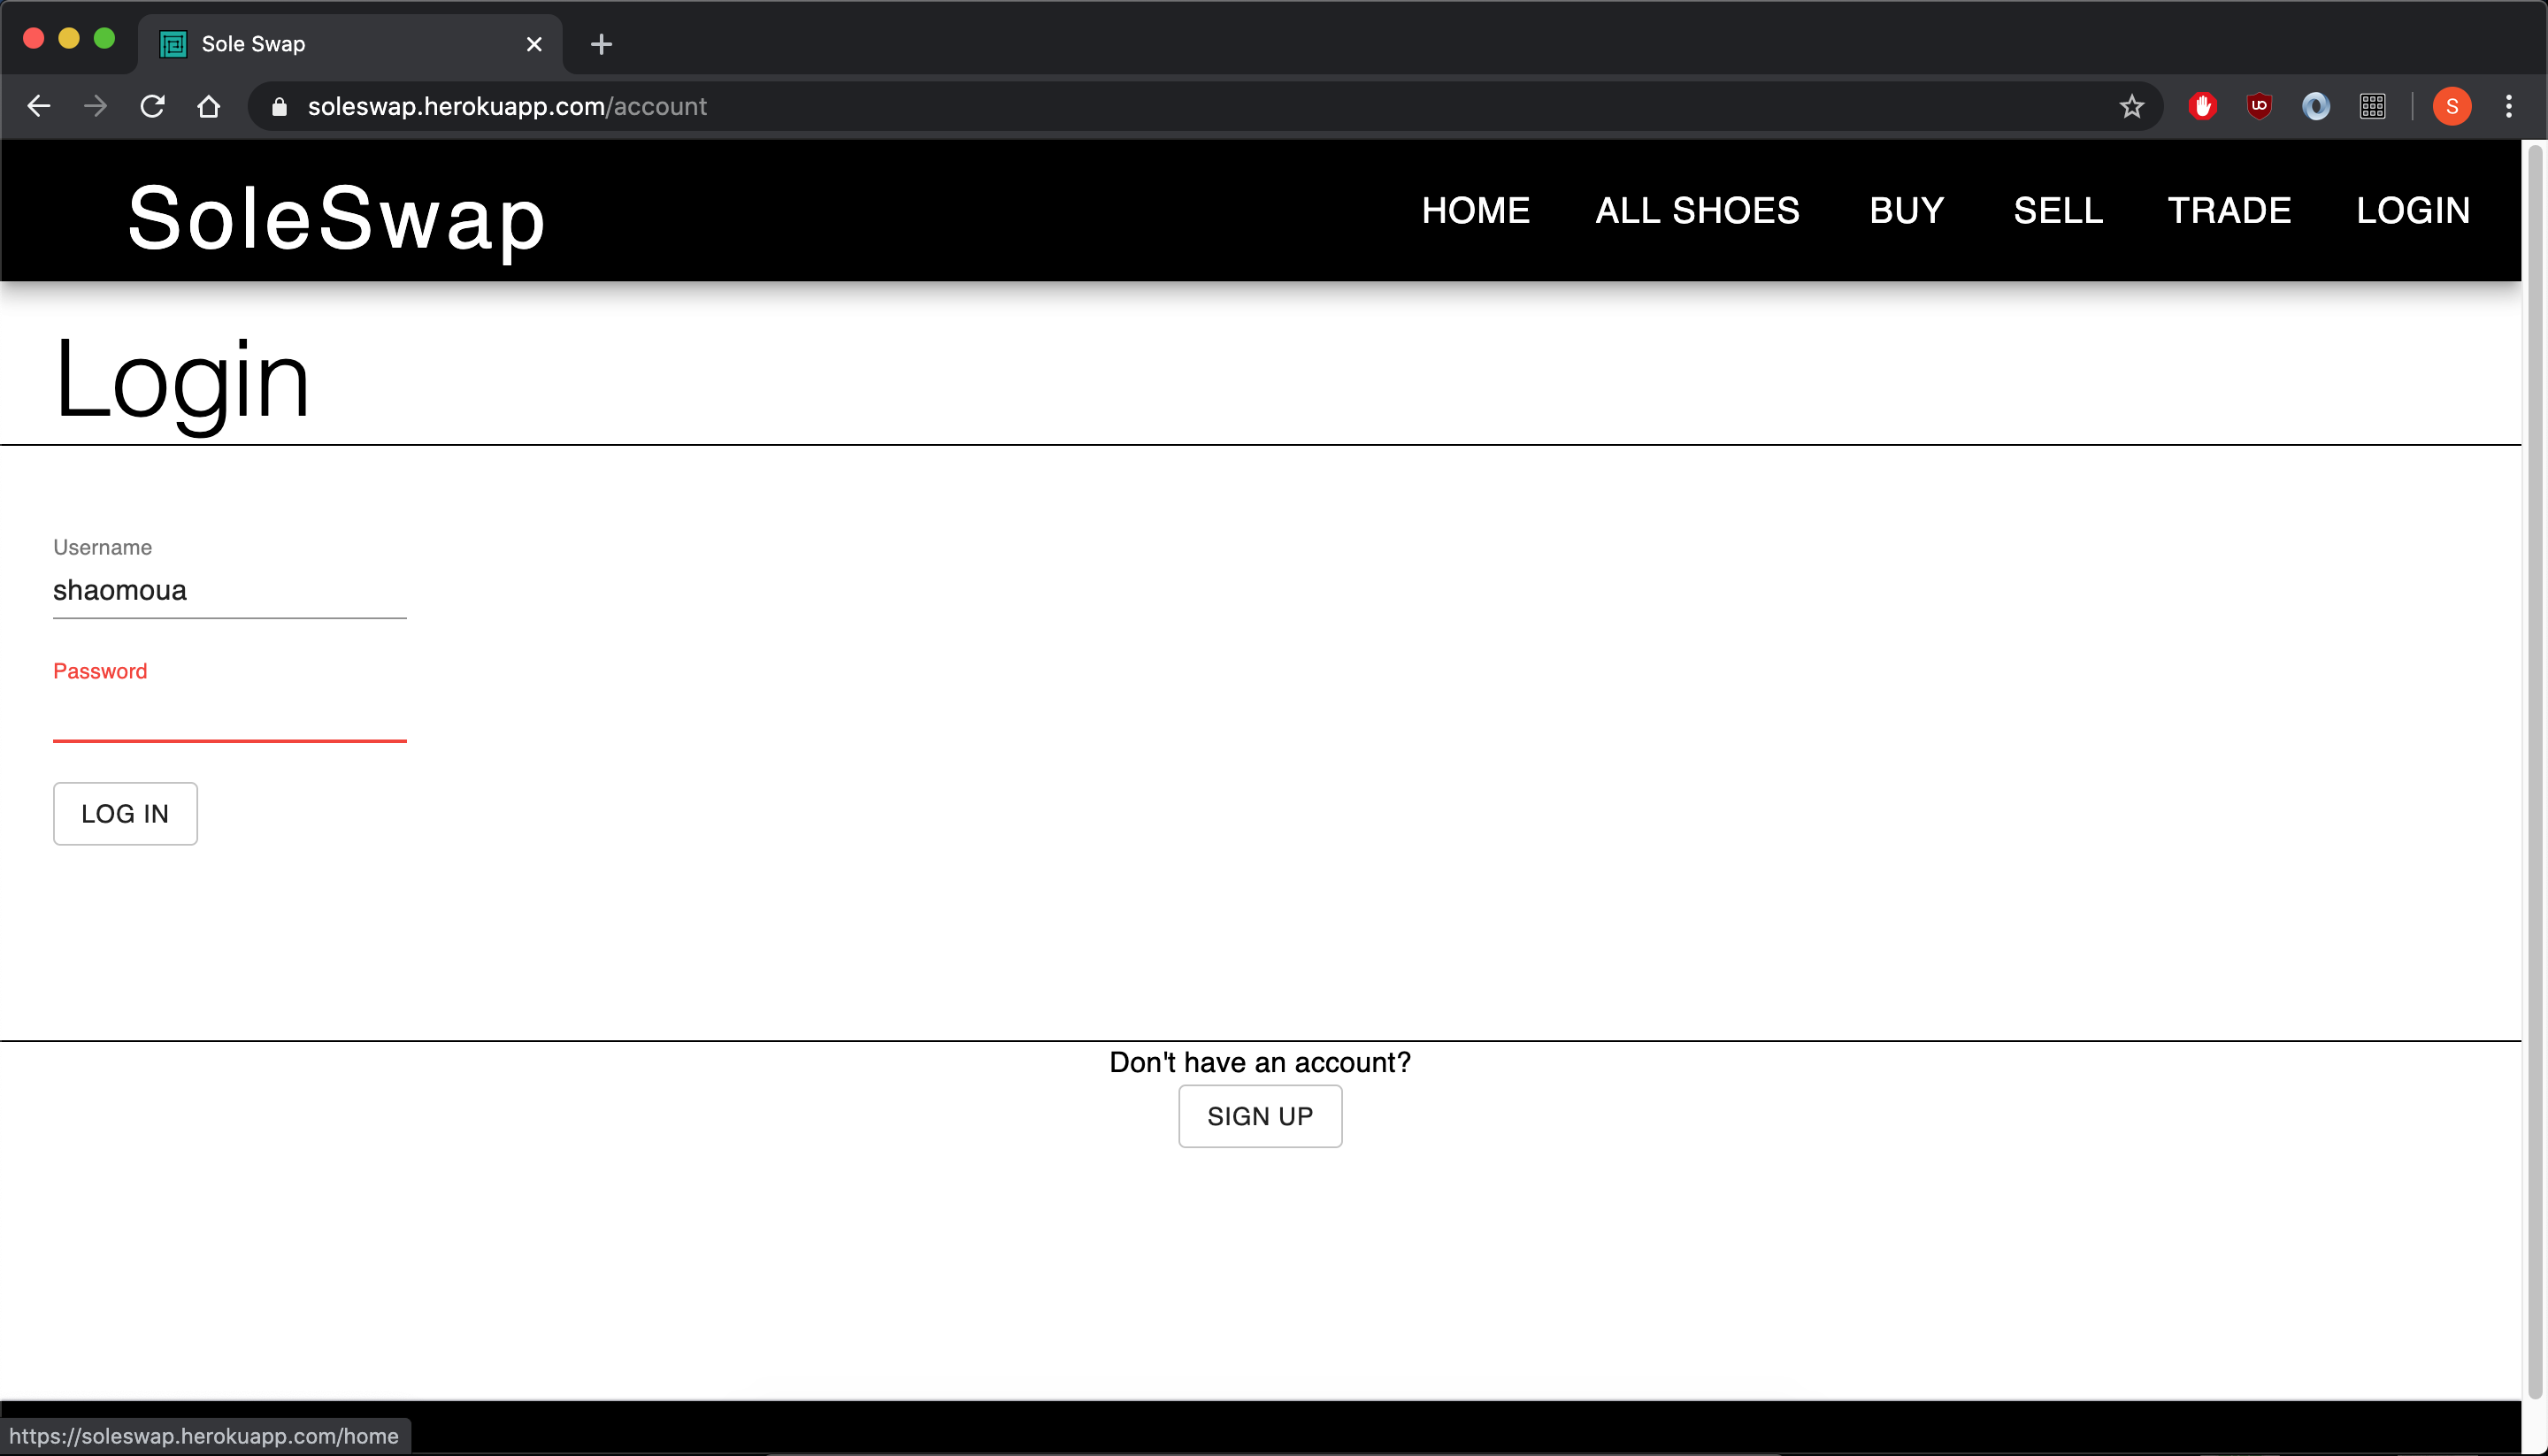 Sole Swap
soleswap.herokuapp.com/account
S
SoleSwap
HOME ALL SHOES BUY SELL TRADE LOGIN
Login
Username
shaomoua
Password
LOG IN
Don't have an account?
SIGN UP
https://soleswap.herokuapp.com/home